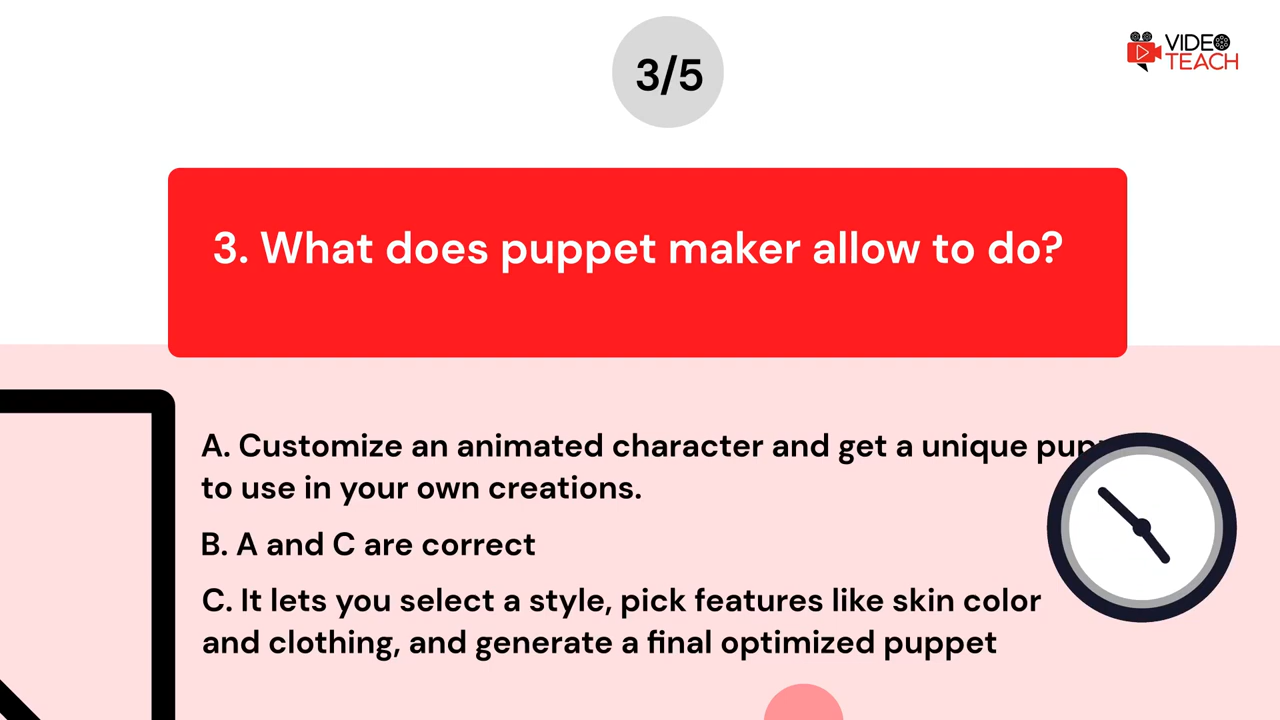 3/5
VIDEO
TEACH
3. What does puppet maker allow to do?
A. Customize an animated character and get a unique
to use in your own creations.
B. A and C are correct
C. It lets you select a style, pick features like skin color
and clothing, and generate a final optimized puppet